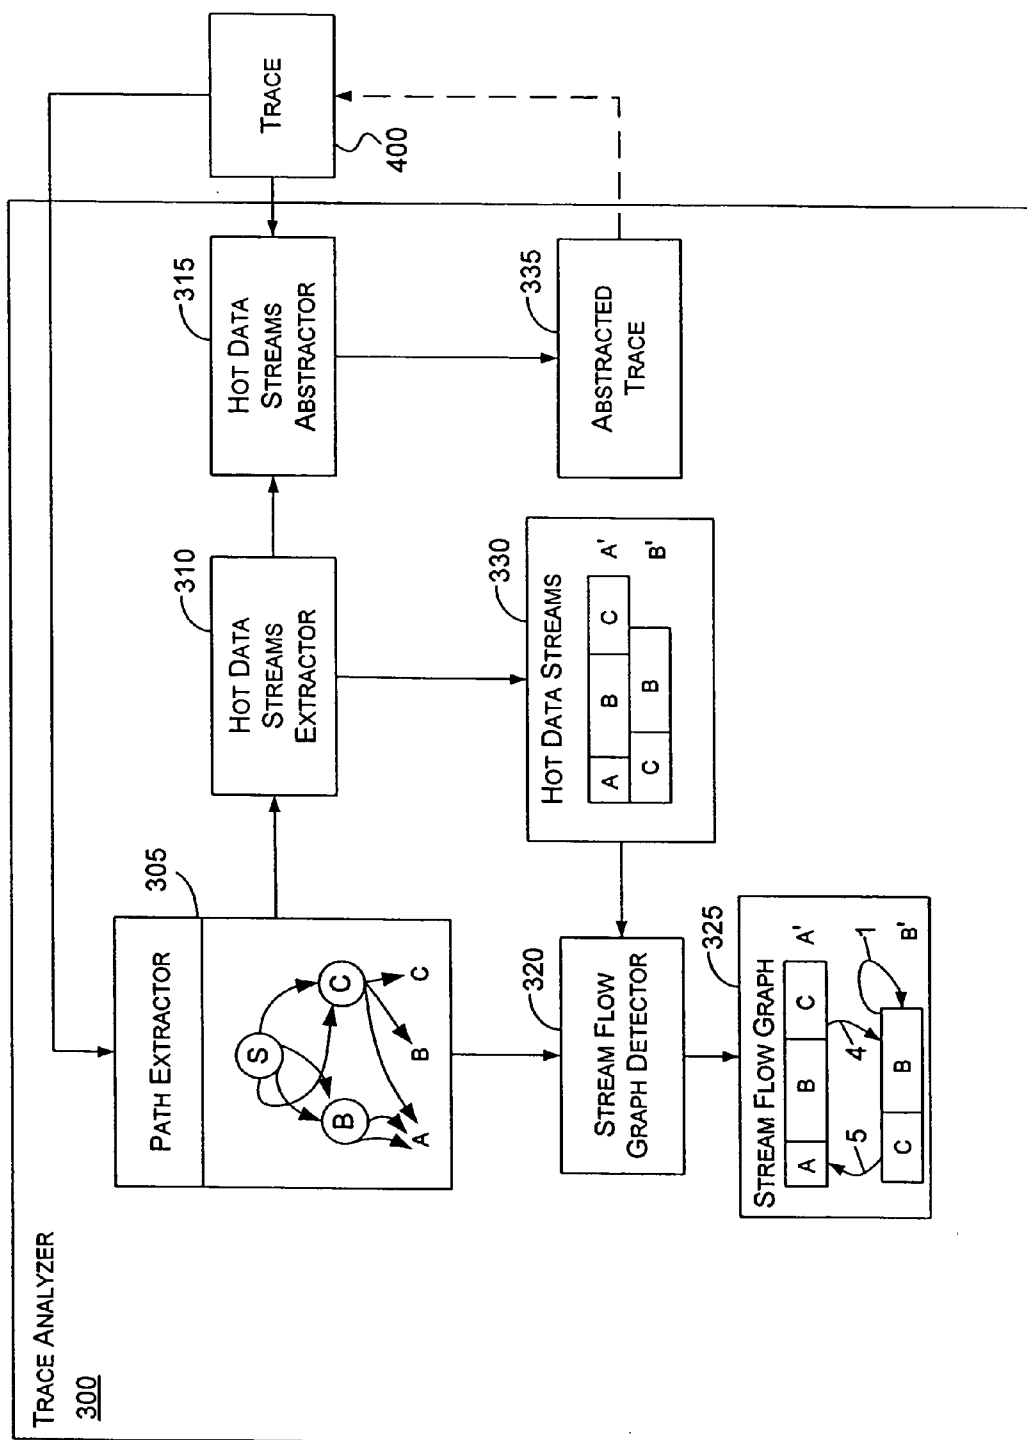 TRACE ANALYZER
300
PATH EXTRACTOR
305
S
B
C
A
B
C
HOT DATA
STREAMS
EXTRACTOR
310
HOT DATA
STREAMS
ABSTRACTOR
315
TRACE
400
STREAM FLOW
GRAPH DETECTOR
320
HOT DATA STREAMS
330
A
B
C
A'
C
B
B'
ABSTRACTED
TRACE
335
STREAM FLOW GRAPH
325
A
B
C
A'
5
4
1
C
B
B'